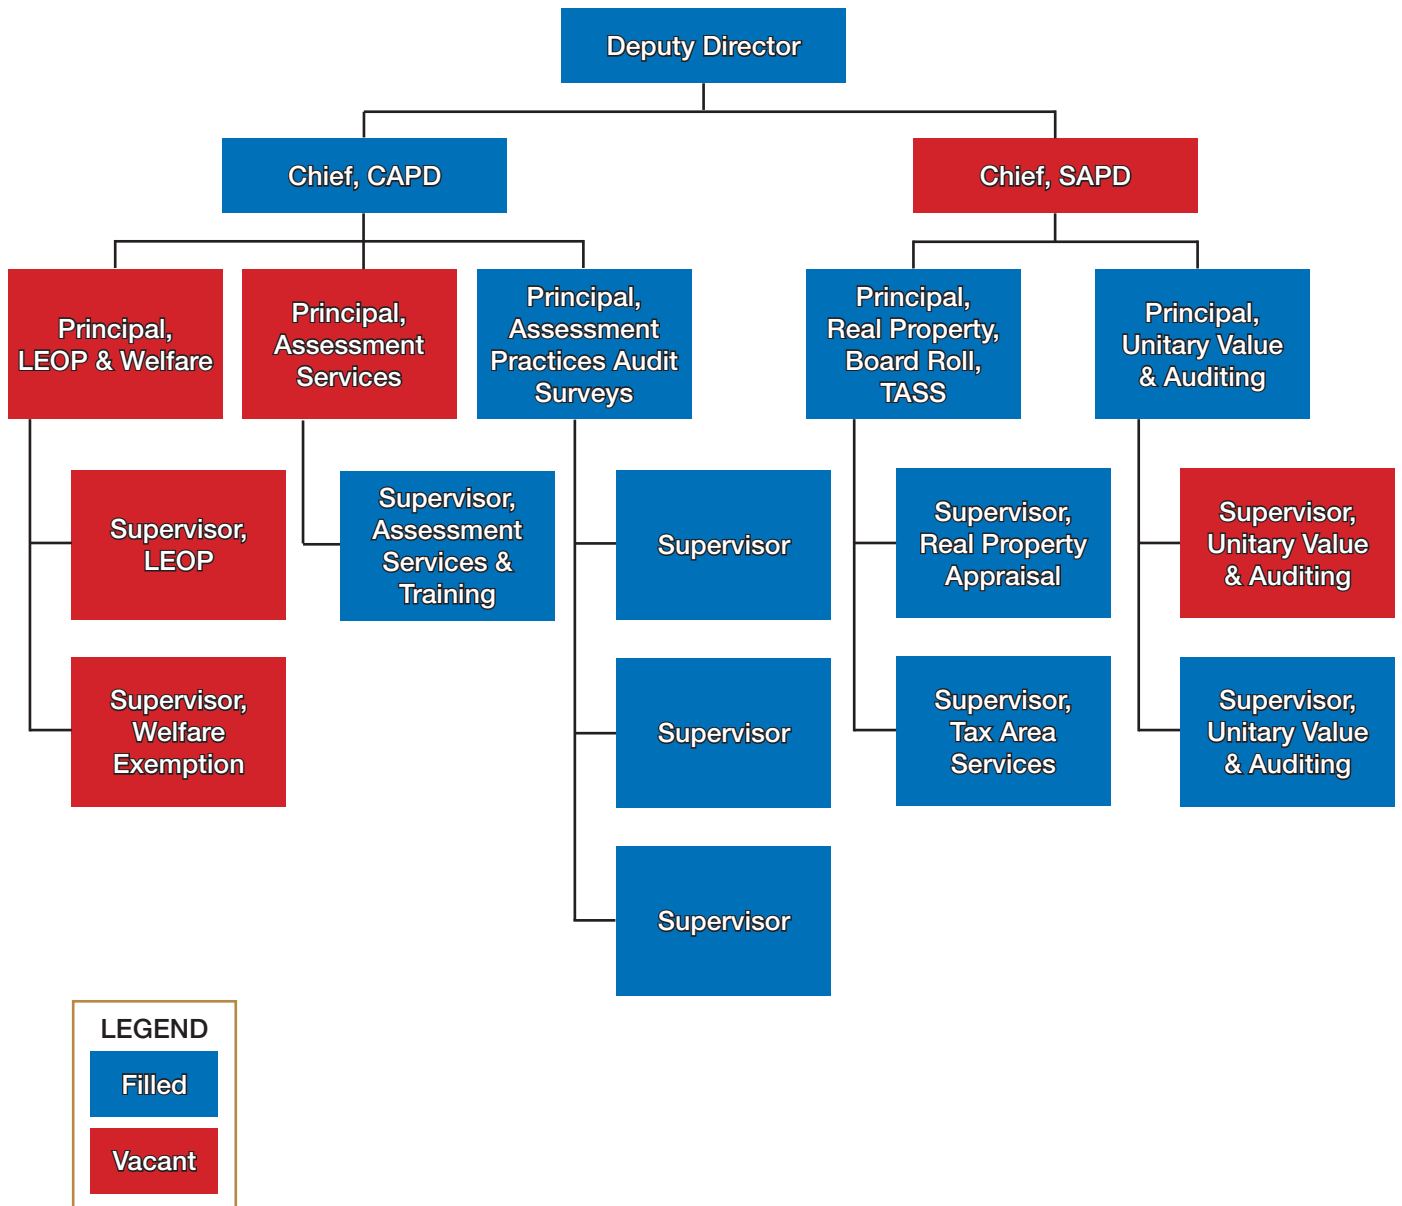 Deputy Director
Chief, CAPD
Chief, SAPD
Principal,
LEOP & Welfare
Principal,
Assessment
Services
Principal,
Assessment
Practices Audit
Surveys
Principal,
Real Property,
Board Roll,
TASS
Principal,
Unitary Value
& Auditing
Supervisor,
LEOP
Supervisor,
Assessment
Services &
Training
Supervisor
Supervisor,
Real Property
Appraisal
Supervisor,
Unitary Value
& Auditing
Supervisor,
Welfare
Exemption
Supervisor
Supervisor,
Tax Area
Services
Supervisor,
Unitary Value
& Auditing
Supervisor
LEGEND
Filled
Vacant